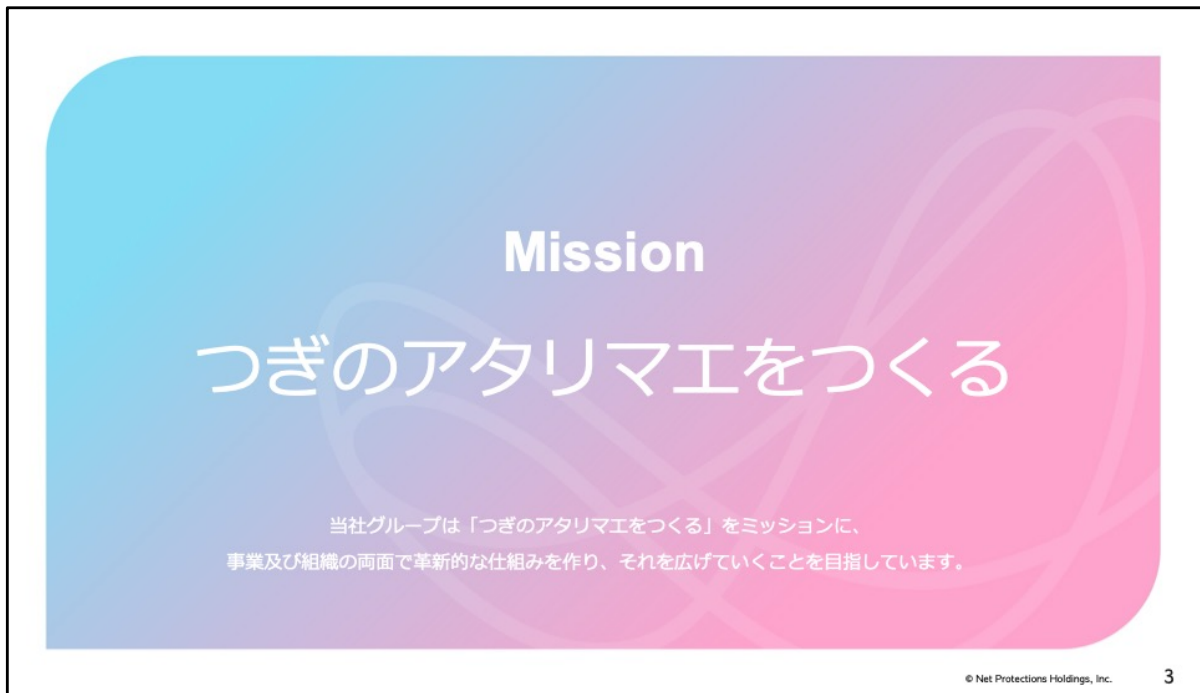 Mission
つぎのアタリマエをつくる
当社グループは「つぎのアタリマエをつくる」をミッションに、
事業及び組織の両面で革新的な仕組みを作り、それを広げていくことを目指しています。
© Net Protections Holdings, Inc.
3